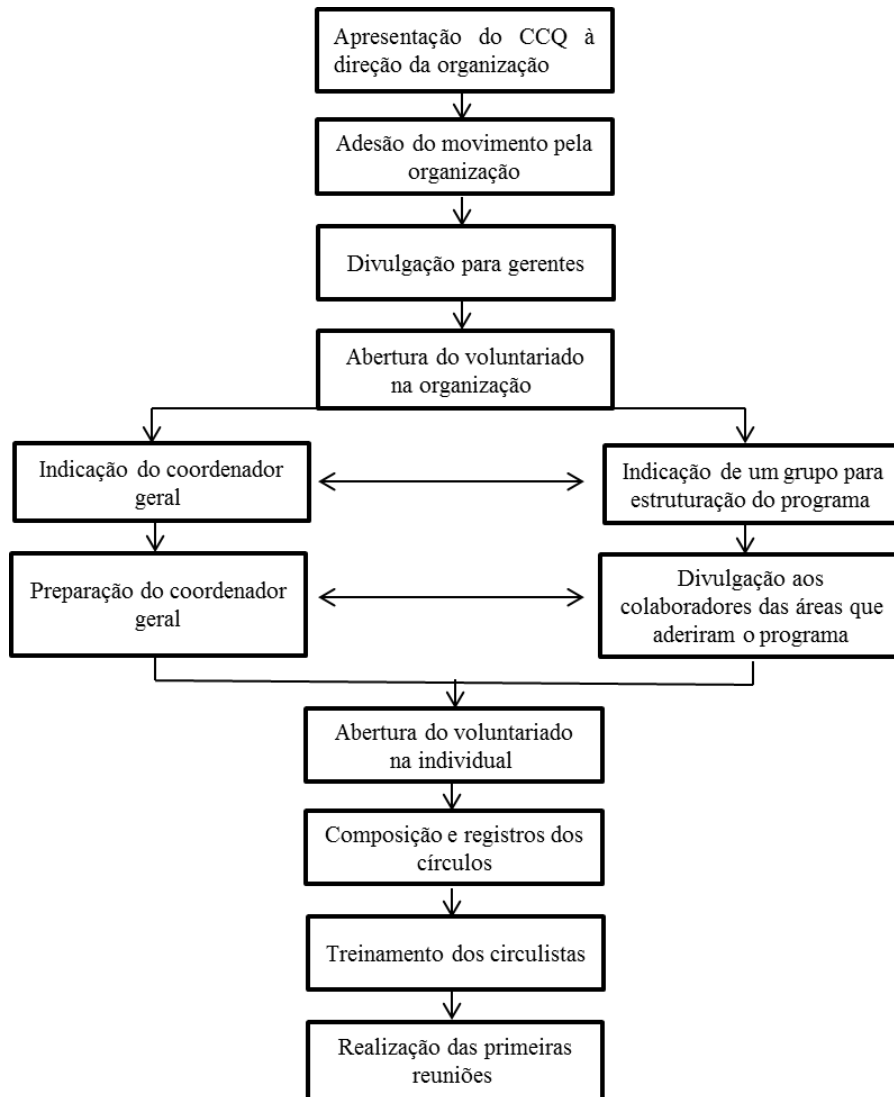 Apresentação do CCQ à
direção da organização
Adesão do movimento pela
organização
Divulgação para gerentes
Abertura do voluntariado
na organização
Indicação do coordenador
geral
Indicação de um grupo para
estruturação do programa
Preparação do coordenador
geral
Divulgação aos
colaboradores das áreas que
aderiram o programa
Abertura do voluntariado
na individual
Composição e registros dos
círculos
Treinamento dos circulistas
Realização das primeiras
reuniões